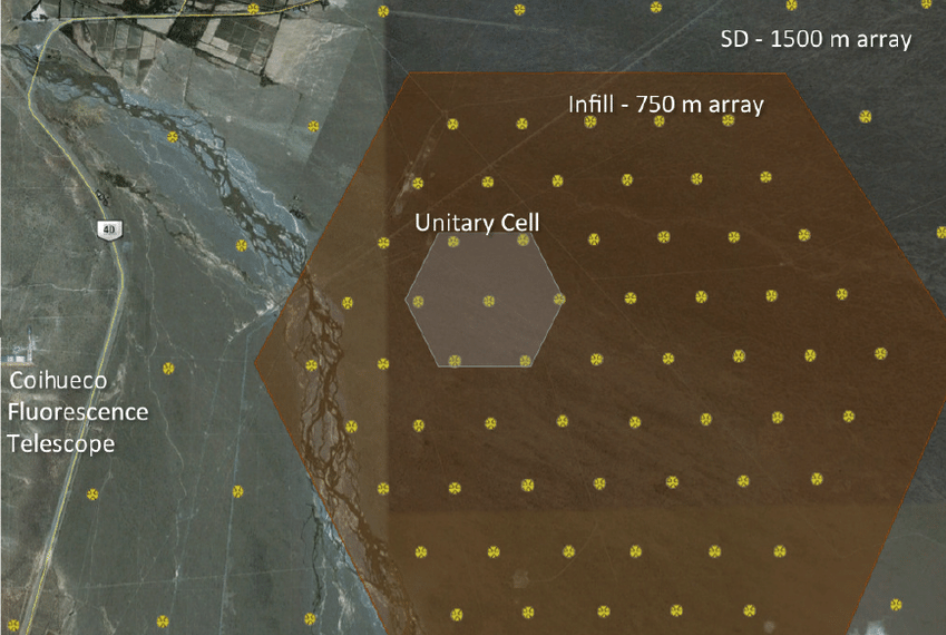 SD - 1500 m array
Infill - 750 m array
Unitary Cell
40
Coihueco
Fluorescence
Telescope